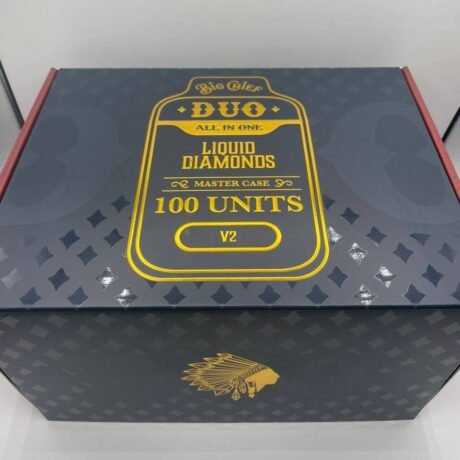 Big Chief
DUO
ALL IN ONE
LIQUID
DIAMONDS
MASTER CASE
100 UNITS
V2